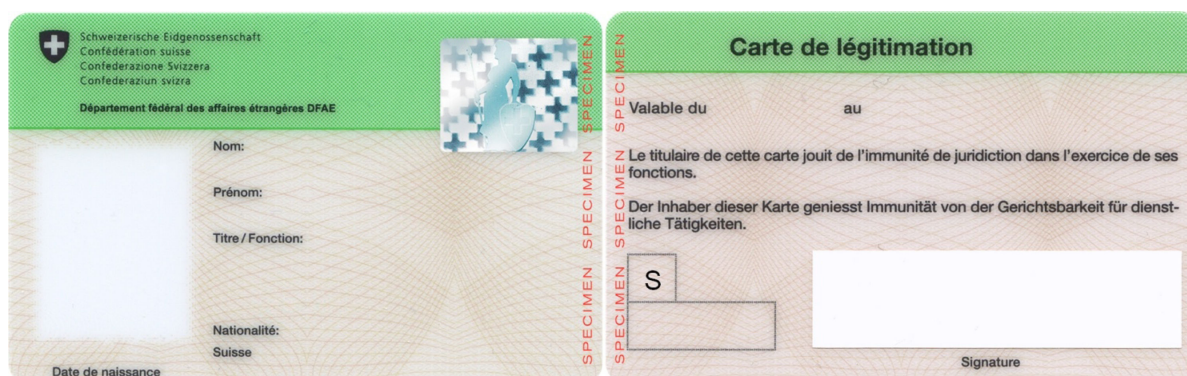 Schweizerische Eidgenossenschaft
Confédération suisse
Confederazione Svizzera
Confederaziun svizra
Département fédéral des affaires étrangères DFAE
Nom:
Prénom:
Titre / Fonction:
Nationalité:
Suisse
Date de naissance
SPECIMEN SPECIMEN SPECIMEN
SPECIMEN SPECIMEN SPECIMEN
Carte de légitimation
Valable du au
Le titulaire de cette carte jouit de l'immunité de juridiction dans l'exercice de ses
fonctions.
Der Inhaber dieser Karte geniesst Immunität von der Gerichtsbarkeit für dienst-
liche Tätigkeiten.
S
Signature